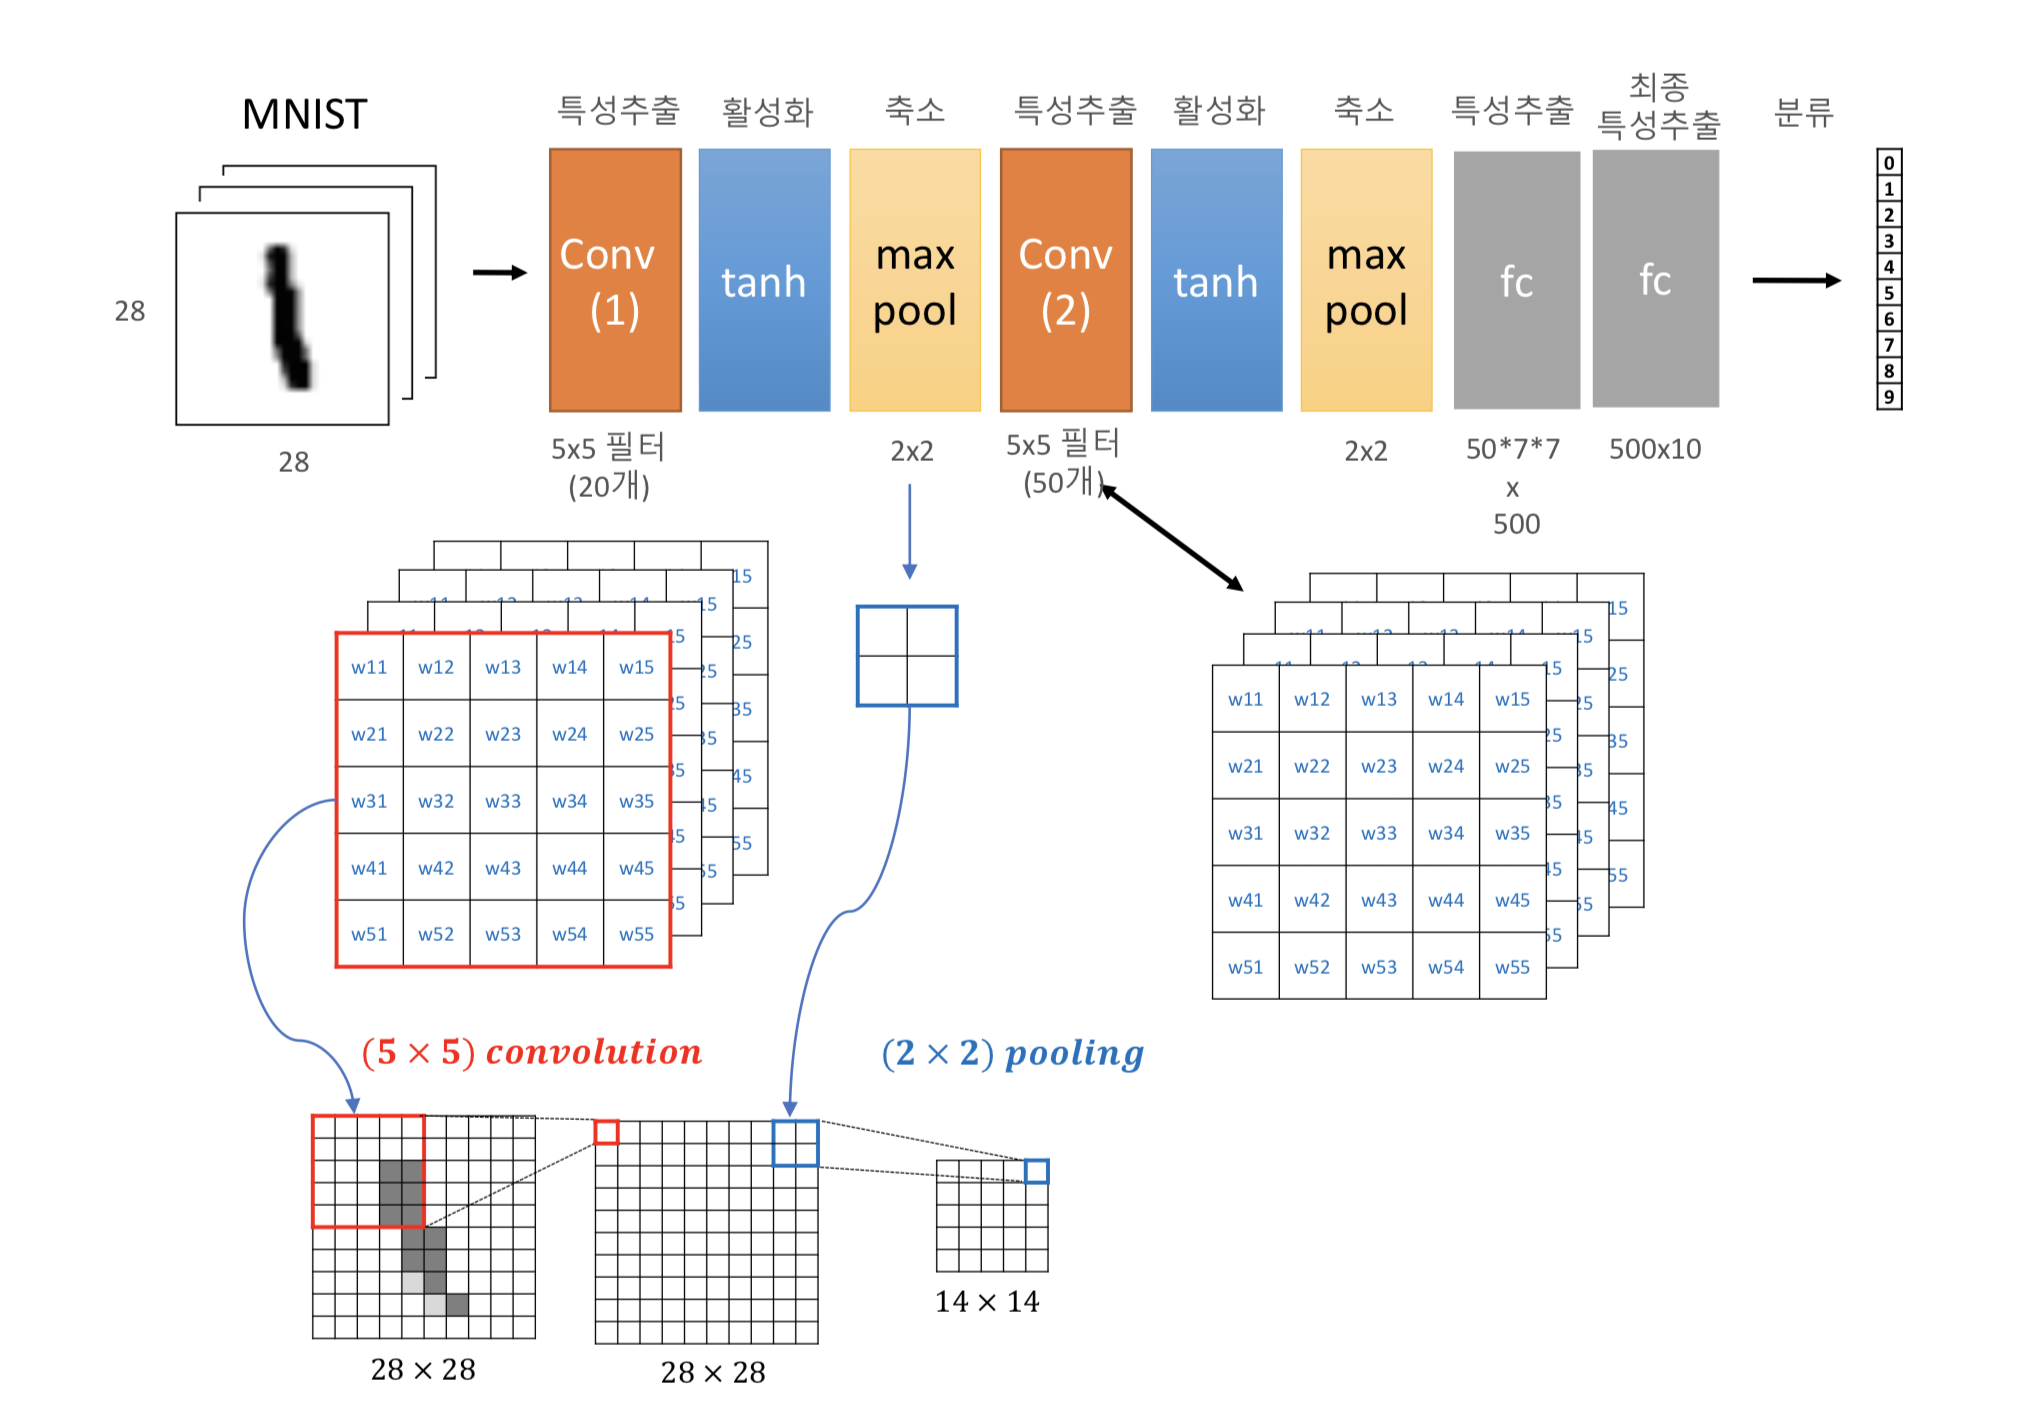 MNIST
28
28
특성추출
활성화
축소
특성추출
활성화
축소
특성추출
최종
특성추출
분류
Conv
(1)
tanh
max
pool
Conv
(2)
tanh
max
pool
fc
fc
0
1
2
3
4
5
6
7
8
9
5x5 필터
(20개)
2x2
5x5 필터
(50개)
2x2
50*7*7
x
500
500x10
w11 w12 w13 w14 w15
w21 w22 w23 w24 w25
w31 w32 w33 w34 w35
w41 w42 w43 w44 w45
w51 w52 w53 w54 w55
w11 w12 w13 w14 w15
w21 w22 w23 w24 w25
w31 w32 w33 w34 w35
w41 w42 w43 w44 w45
w51 w52 w53 w54 w55
(5 × 5) convolution
(2 × 2) pooling
28 × 28
28 × 28
14 × 14